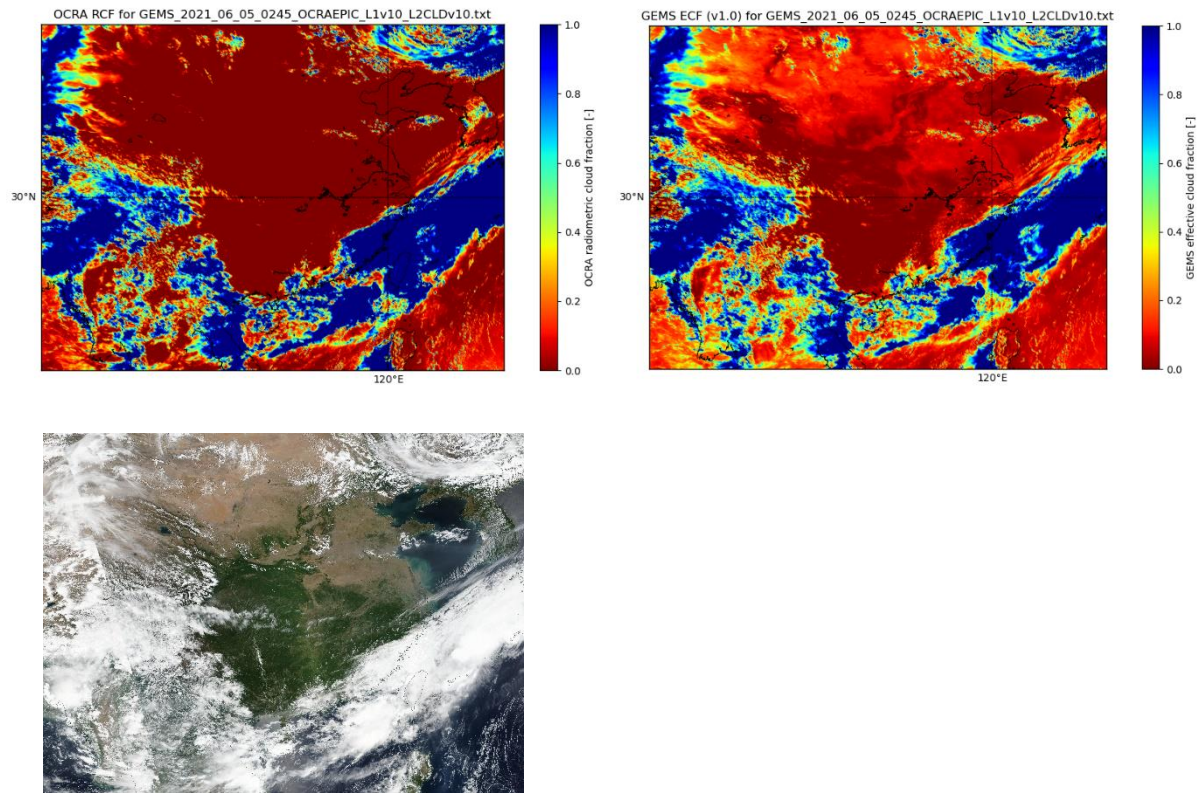 OCRA RCF for GEMS_2021_06_05_0245_OCRAEPIC_L1v10_L2CLDv10.txt
30°N
120°E
1.0
0.8
0.6
0.4
0.2
0.0
OCRA radiometric cloud fraction [-]
GEMS ECF (v1.0) for GEMS_2021_06_05_0245_OCRAEPIC_L1v10_L2CLDv10.txt
30°N
120°E
1.0
0.8
0.6
0.4
0.2
0.0
GEMS effective cloud fraction [-]